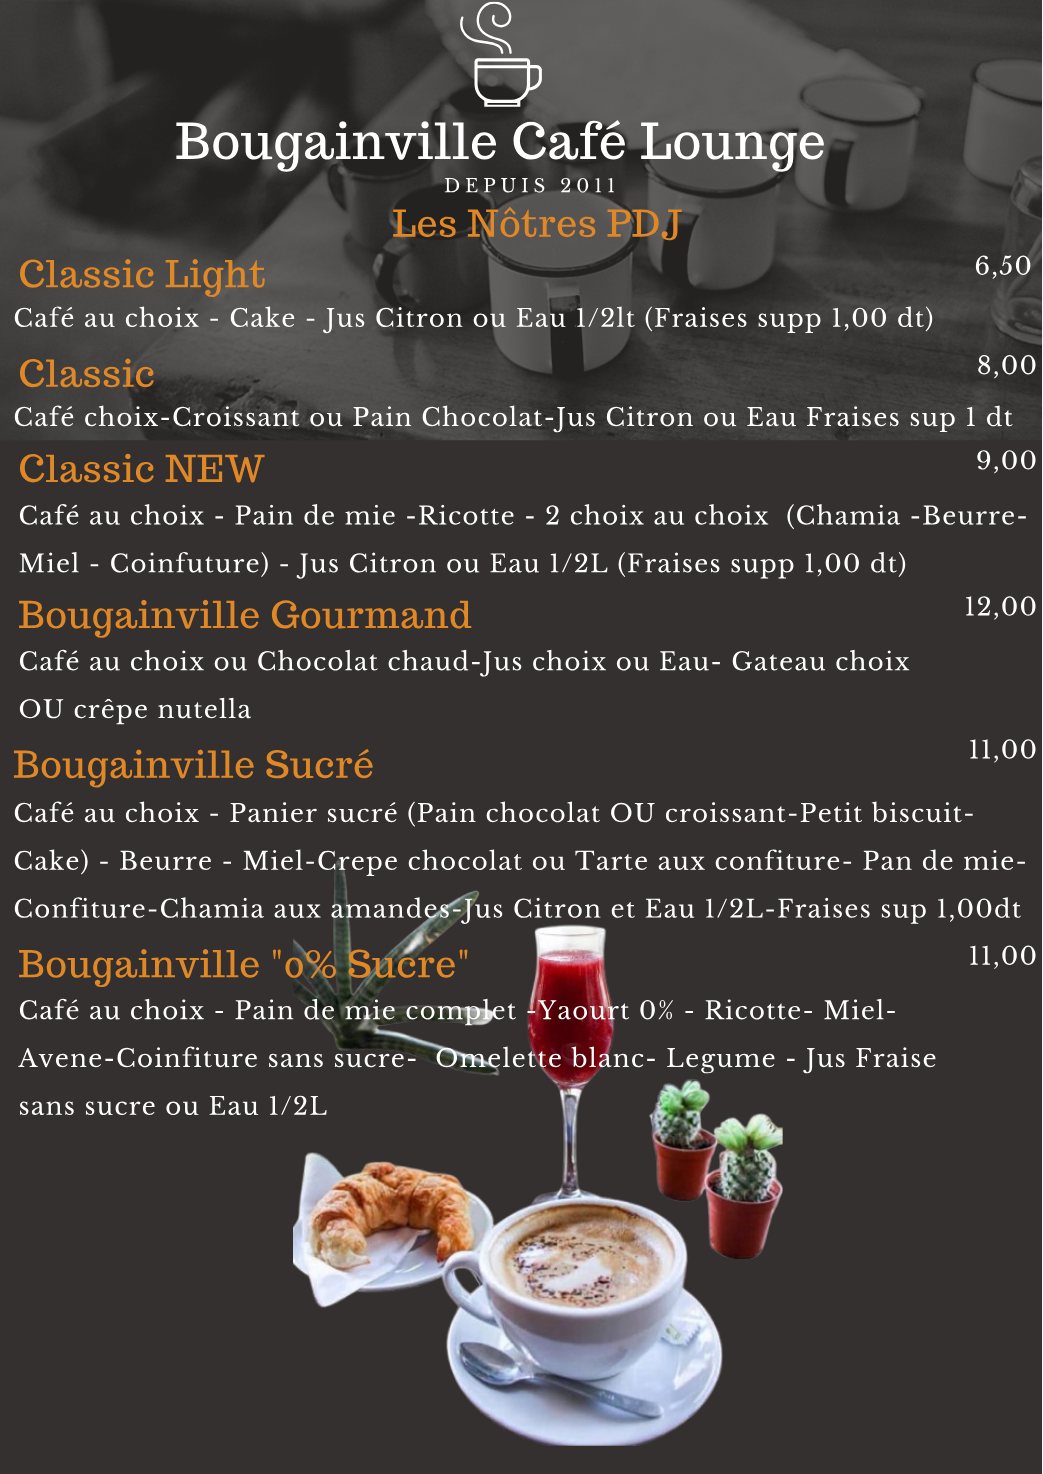 Bougainville Café Lounge
DEPUIS 2011
Les Nôtres PDJ
Classic Light 6,50
Café au choix - Cake - Jus Citron ou Eau 1/2lt (Fraises supp 1,00 dt)
Classic 8,00
Café choix-Croissant ou Pain Chocolat-Jus Citron ou Eau Fraises sup 1 dt
Classic NEW 9,00
Café au choix - Pain de mie -Ricotte - 2 choix au choix (Chamia -Beurre-
Miel - Coinfuture) - Jus Citron ou Eau 1/2L (Fraises supp 1,00 dt)
Bougainville Gourmand 12,00
Café au choix ou Chocolat chaud-Jus choix ou Eau- Gateau choix
OU crêpe nutella
Bougainville Sucré 11,00
Café au choix - Panier sucré (Pain chocolat OU croissant-Petit biscuit-
Cake) - Beurre - Miel-Crepe chocolat ou Tarte aux confiture- Pan de mie-
Confiture-Chamia aux amandes-Jus Citron et Eau 1/2L-Fraises sup 1,00dt
Bougainville "0% Sucre" 11,00
Café au choix - Pain de mie complet -Yaourt 0% - Ricotte- Miel-
Avene-Coinfiture sans sucre- Omelette blanc- Legume - Jus Fraise
sans sucre ou Eau 1/2L